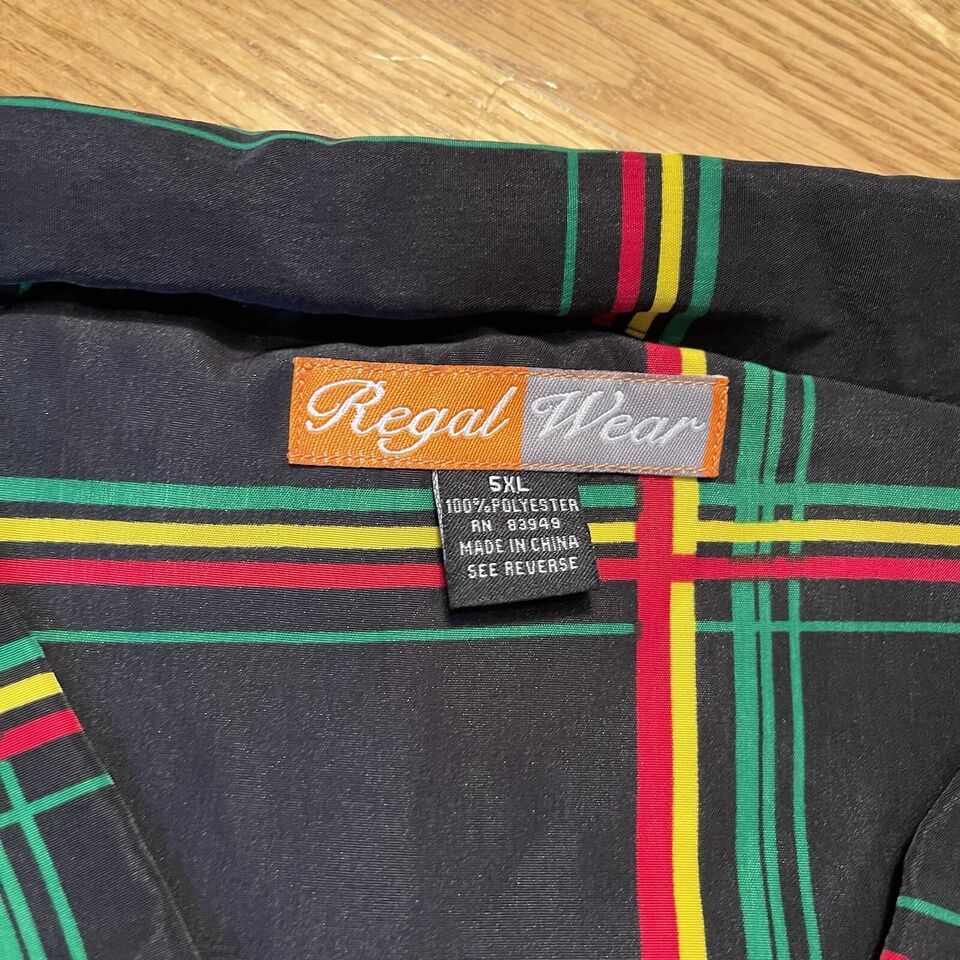 Regal Wear
5XL
100% POLYESTER
RN 83949
MADE IN CHINA
SEE REVERSE